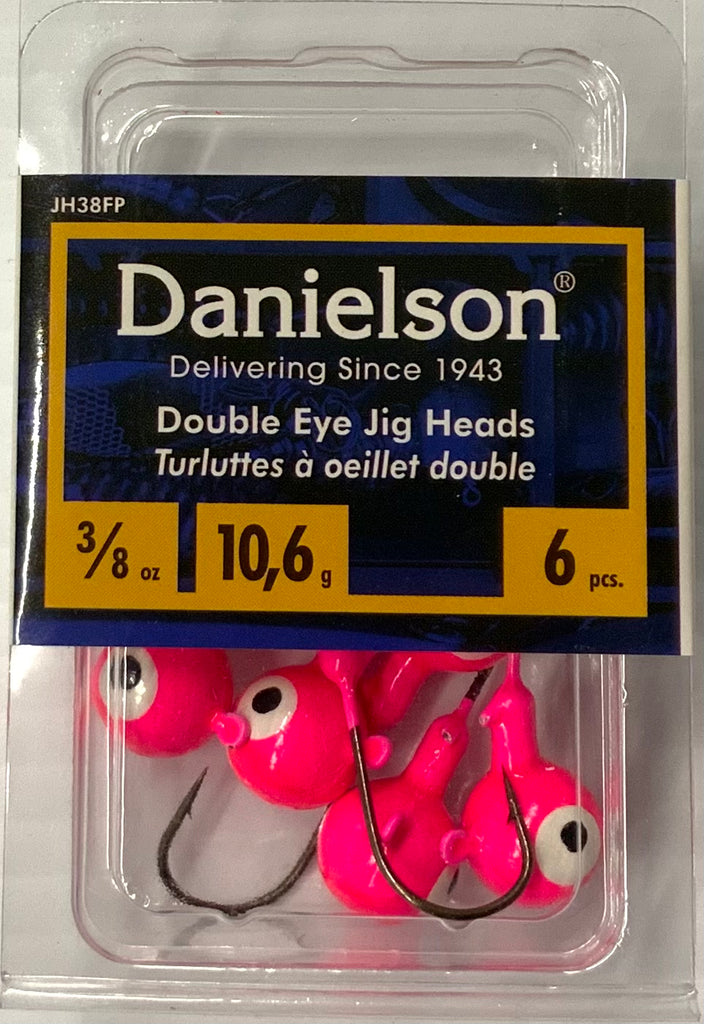 JH38FP
Danielson®
Delivering Since 1943
Double Eye Jig Heads
Turluttes à oeillet double
3/8 oz 10,6 g 6 pcs.